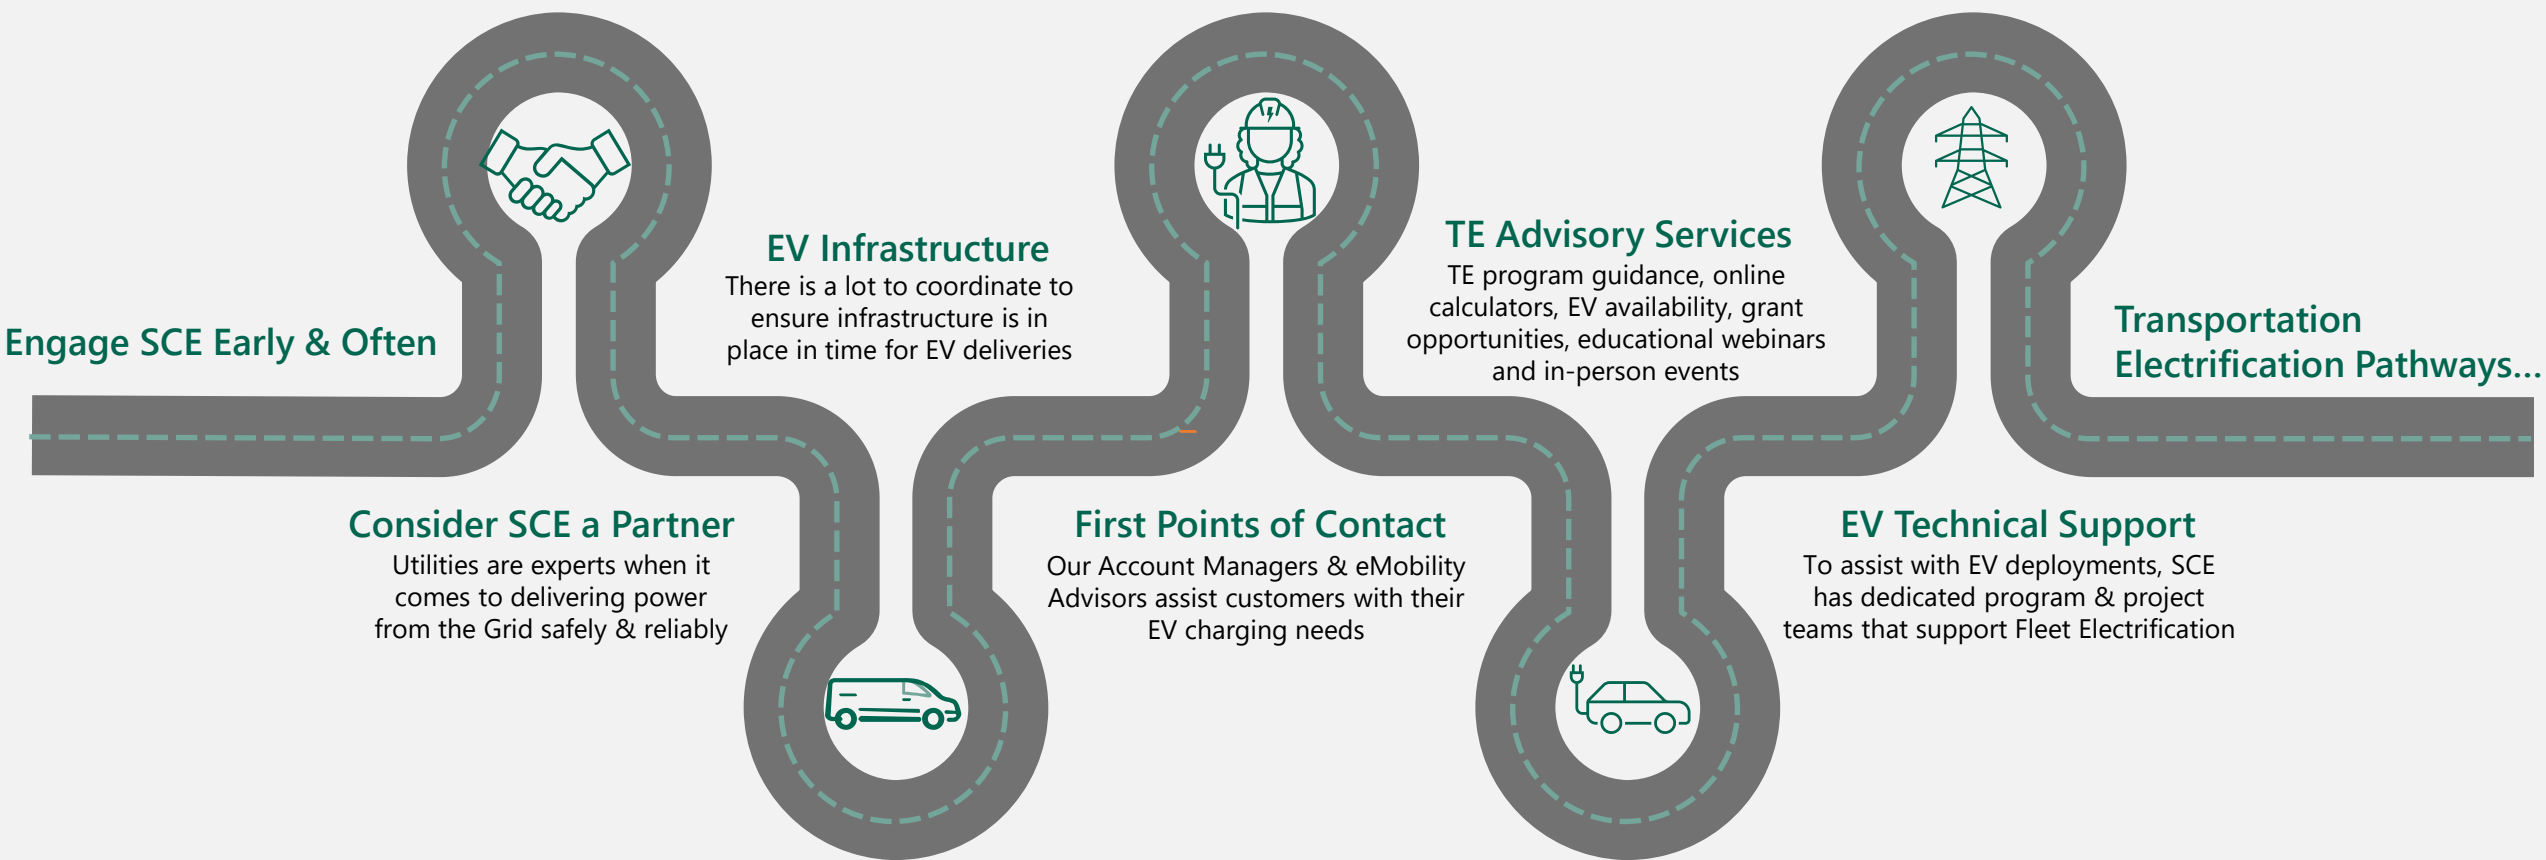 Engage SCE Early & Often
Consider SCE a Partner
Utilities are experts when it
comes to delivering power
from the Grid safely & reliably
EV Infrastructure
There is a lot to coordinate to
ensure infrastructure is in
place in time for EV deliveries
First Points of Contact
Our Account Managers & eMobility
Advisors assist customers with their
EV charging needs
TE Advisory Services
TE program guidance, online
calculators, EV availability, grant
opportunities, educational webinars
and in-person events
EV Technical Support
To assist with EV deployments, SCE
has dedicated program & project
teams that support Fleet Electrification
Transportation
Electrification Pathways...